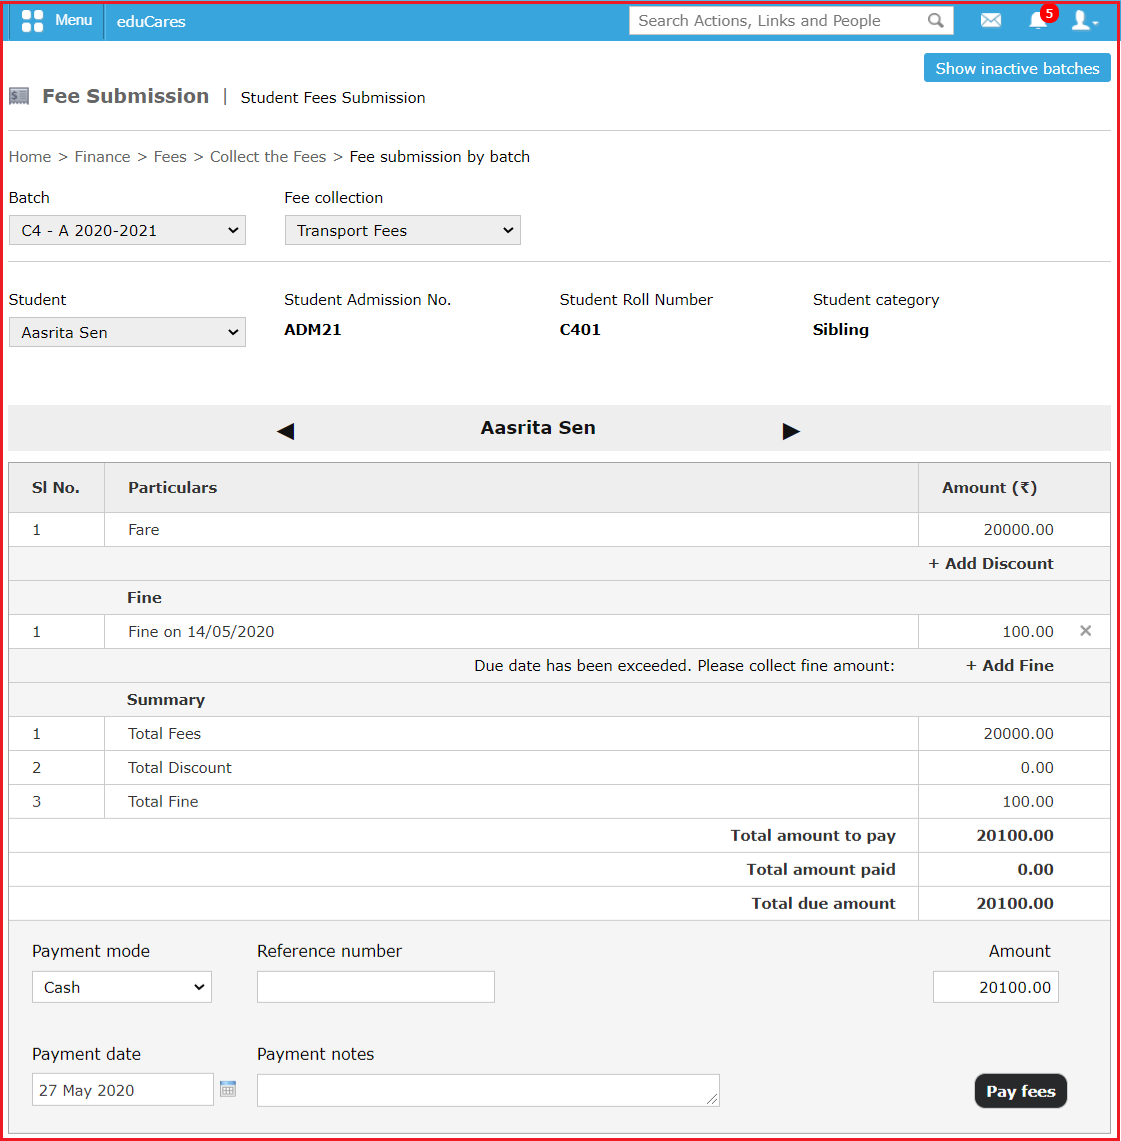 Menu eduCares Search Actions, Links and People 5
Show inactive batches
Fee Submission | Student Fees Submission
Home > Finance > Fees > Collect the Fees > Fee submission by batch
Batch Fee collection
C4 - A 2020-2021 Transport Fees
Student Student Admission No. Student Roll Number Student category
Aasrita Sen ADM21 C401 Sibling
Aasrita Sen
Sl No. Particulars Amount (₹)
1 Fare 20000.00
+ Add Discount
Fine
1 Fine on 14/05/2020 100.00 ×
Due date has been exceeded. Please collect fine amount: + Add Fine
Summary
1 Total Fees 20000.00
2 Total Discount 0.00
3 Total Fine 100.00
Total amount to pay 20100.00
Total amount paid 0.00
Total due amount 20100.00
Payment mode Reference number Amount
Cash 20100.00
Payment date Payment notes
27 May 2020 Pay fees